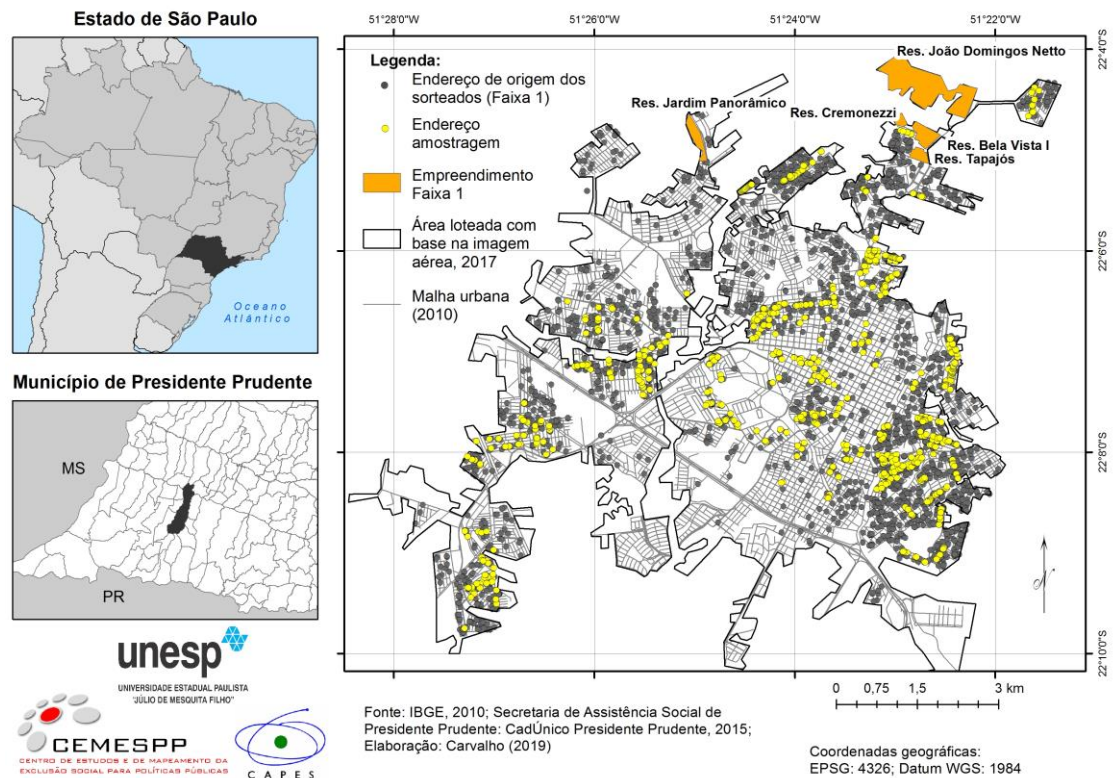 Estado de São Paulo
Oceano
Atlântico
Município de Presidente Prudente
MS
PR
unesp
UNIVERSIDADE ESTADUAL PAULISTA
"JÚLIO DE MESQUITA FILHO"
CEMESPP
CENTRO DE ESTUDOS E DE MAPEAMENTO DA
EXCLUSÃO SOCIAL PARA POLÍTICAS PÚBLICAS
CAPES
51°28'0"W
51°26'0"W
51°24'0"W
51°22'0"W
22°4'0"S
22°6'0"S
22°8'0"S
22°10'0"S
Legenda:
Endereço de origem dos
sorteados (Faixa 1)
Endereço
amostragem
Empreendimento
Faixa 1
Área loteada com
base na imagem
aérea, 2017
Malha urbana
(2010)
Res. João Domingos Netto
Res. Jardim Panorâmico
Res. Cremonezzi
Res. Bela Vista I
Res. Tapajós
N
0 0,75 1,5 3 km
Fonte: IBGE, 2010; Secretaria de Assistência Social de
Presidente Prudente: CadÚnico Presidente Prudente, 2015;
Elaboração: Carvalho (2019)
Coordenadas geográficas:
EPSG: 4326; Datum WGS: 1984